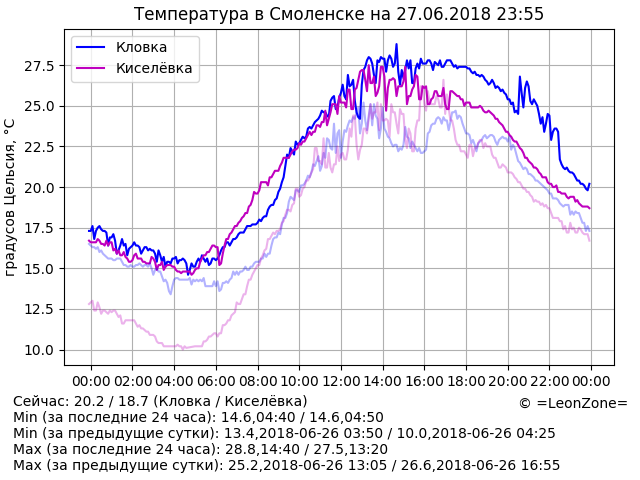 Температура в Смоленске на 27.06.2018 23:55
Кловка
Киселёвка
градусов Цельсия, °C
27.5
25.0
22.5
20.0
17.5
15.0
12.5
10.0
00:00 02:00 04:00 06:00 08:00 10:00 12:00 14:00 16:00 18:00 20:00 22:00 00:00
Сейчас: 20.2 / 18.7 (Кловка / Киселёвка)
© =LeonZone=
Min (за последние 24 часа): 14.6,04:40 / 14.6,04:50
Min (за предыдущие сутки): 13.4,2018-06-26 03:50 / 10.0,2018-06-26 04:25
Max (за последние 24 часа): 28.8,14:40 / 27.5,13:20
Max (за предыдущие сутки): 25.2,2018-06-26 13:05 / 26.6,2018-06-26 16:55